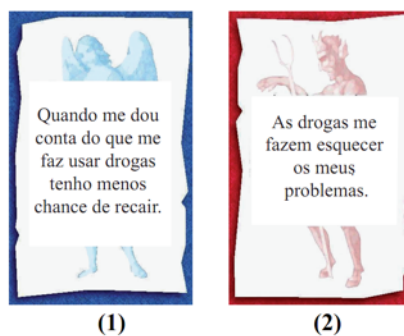 Quando me dou
conta do que me
faz usar drogas
tenho menos
chance de recair.
(1)
As drogas me
fazem esquecer
os meus
problemas.
(2)